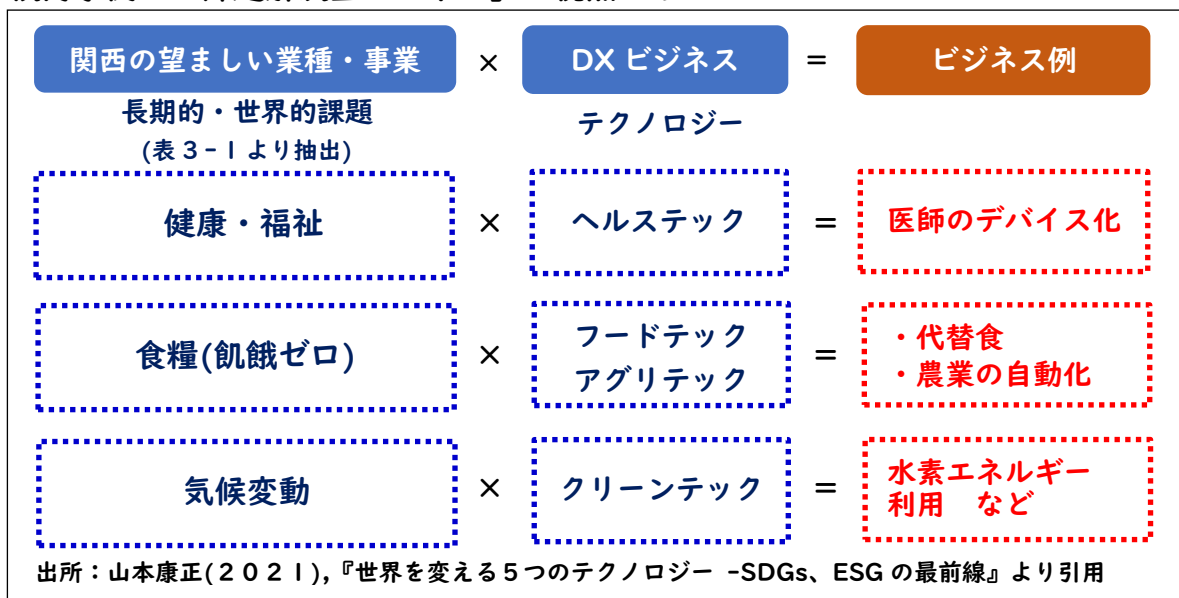 関西の望ましい業種・事業 × DX ビジネス = ビジネス例
長期的・世界的課題
(表3-1より抽出)
テクノロジー
健康・福祉 × ヘルステック = 医師のデバイス化
食糧(飢餓ゼロ) × フードテック
アグリテック = ・代替食
・農業の自動化
気候変動 × クリーンテック = 水素エネルギー
利用 など
出所：山本康正(2021),『世界を変える5つのテクノロジー -SDGs、ESGの最前線』より引用